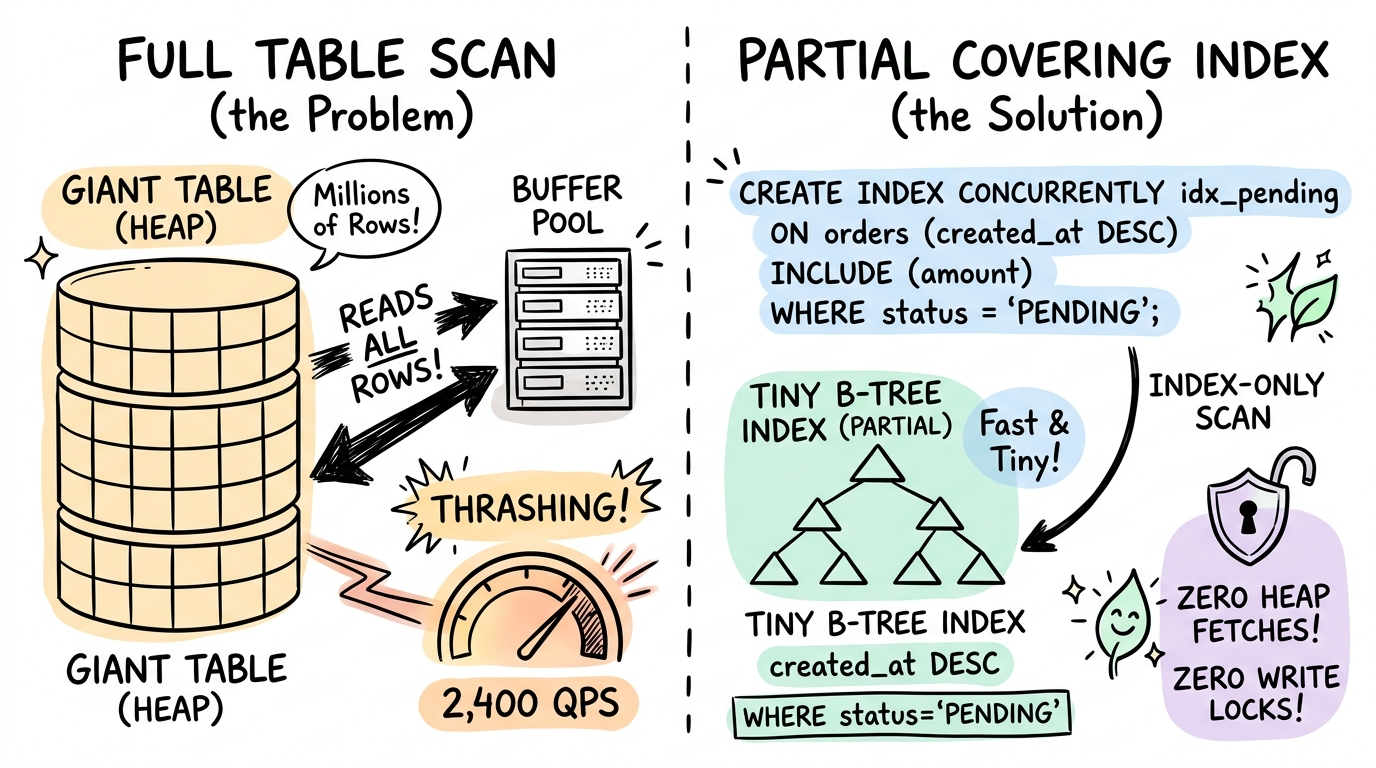 FULL TABLE SCAN
(the Problem)
GIANT TABLE
(HEAP)
Millions
of Rows!
BUFFER
POOL
READS
ALL
ROWS!
THRASHING!
2,400 QPS
GIANT TABLE
(HEAP)
PARTIAL COVERING INDEX
(the Solution)
CREATE INDEX CONCURRENTLY idx_pending
ON orders (created_at DESC)
INCLUDE (amount)
WHERE status = ‘PENDING’;
TINY B-TREE
INDEX (PARTIAL)
Fast &
Tiny!
INDEX-ONLY
SCAN
TINY B-TREE INDEX
created_at DESC
WHERE status=‘PENDING’
ZERO HEAP
FETCHES!
ZERO WRITE
LOCKS!